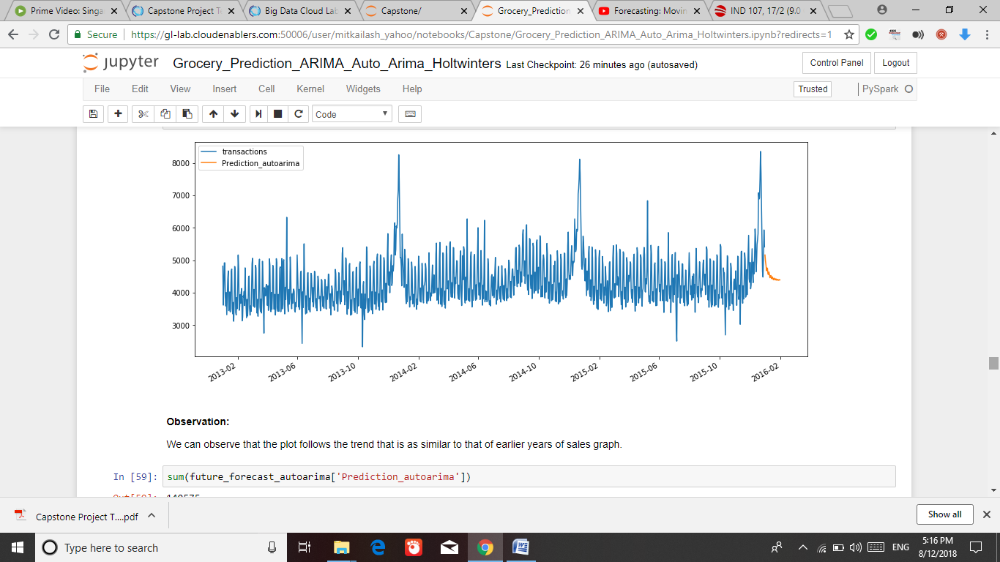 Prime Video: Singa
Capstone Project Te
Big Data Cloud Lab
Capstone/
Grocery_Prediction
Forecasting: Movin
IND 107, 17/2 (9.0
Secure
https://gl-lab.cloudenablers.com:50006/user/mitkailash_yahoo/notebooks/Capstone/Grocery_Prediction_ARIMA_Auto_Arima_Holtwinters.ipynb?redirects=1
jupyter Grocery_Prediction_ARIMA_Auto_Arima_Holtwinters Last Checkpoint: 26 minutes ago (autosaved)
Control Panel
Logout
File Edit View Insert Cell Kernel Widgets Help
Trusted
PySpark
Code
transactions
Prediction_autoarima
8000
7000
6000
5000
4000
3000
2013-02
2013-06
2013-10
2014-02
2014-06
2014-10
2015-02
2015-06
2015-10
2016-02
Observation:
We can observe that the plot follows the trend that is as similar to that of earlier years of sales graph.
In [59]: sum(future_forecast_autoarima['Prediction_autoarima'])
Capstone Project T....pdf
Show all
Type here to search
ENG
5:16 PM
8/12/2018